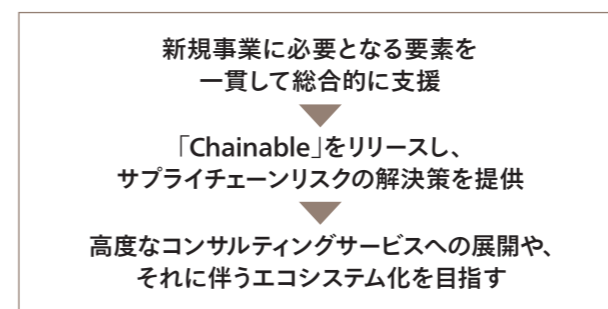 新規事業に必要となる要素を
一貫して総合的に支援
「Chainable」をリリースし、
サプライチェーンリスクの解決策を提供
高度なコンサルティングサービスへの展開や、
それに伴うエコシステム化を目指す